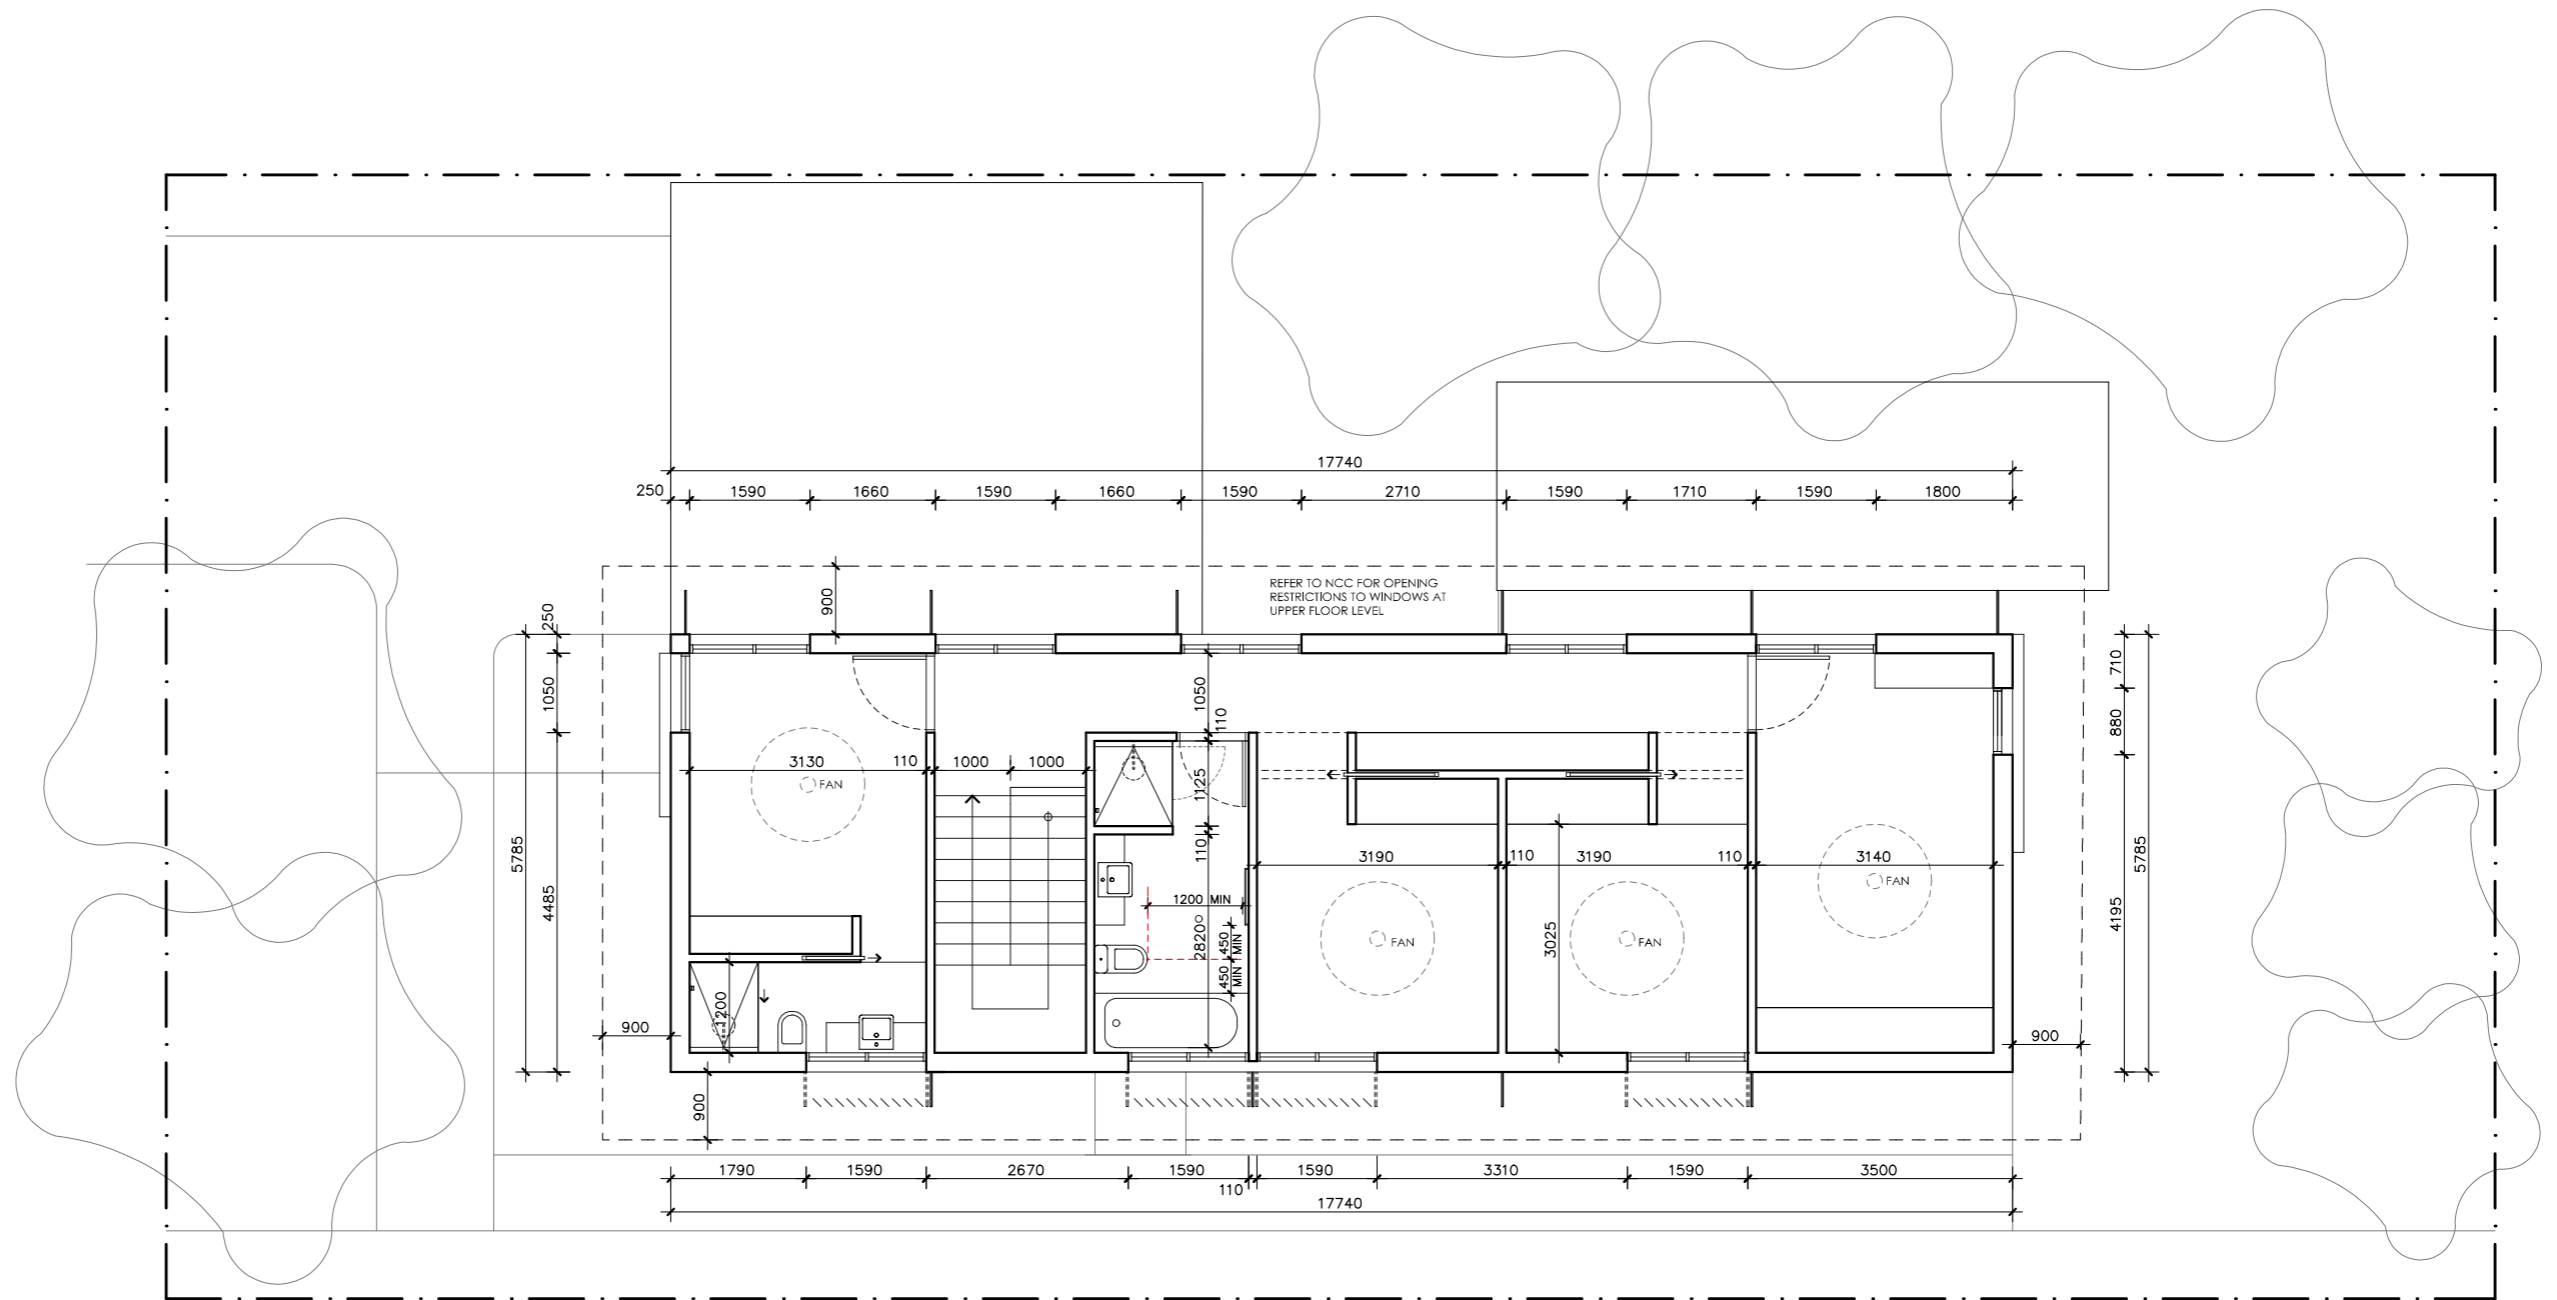 17740
250 1590 1660 1590 1660 1590 2710 1590 1710 1590 1800
REFER TO NCC FOR OPENING
RESTRICTIONS TO WINDOWS AT
UPPER FLOOR LEVEL
900
250
1050
5785
4485
710
880
5785
4195
1050
110
3130 110 1000 1000
FAN
1125
110
3190 110 3190 110 3140
FAN
1200 MIN
2820
450 MIN
450 MIN
3025
FAN
FAN
1200
900
900
900
1790 1590 2670 1590 1590 3310 1590 3500
110
17740